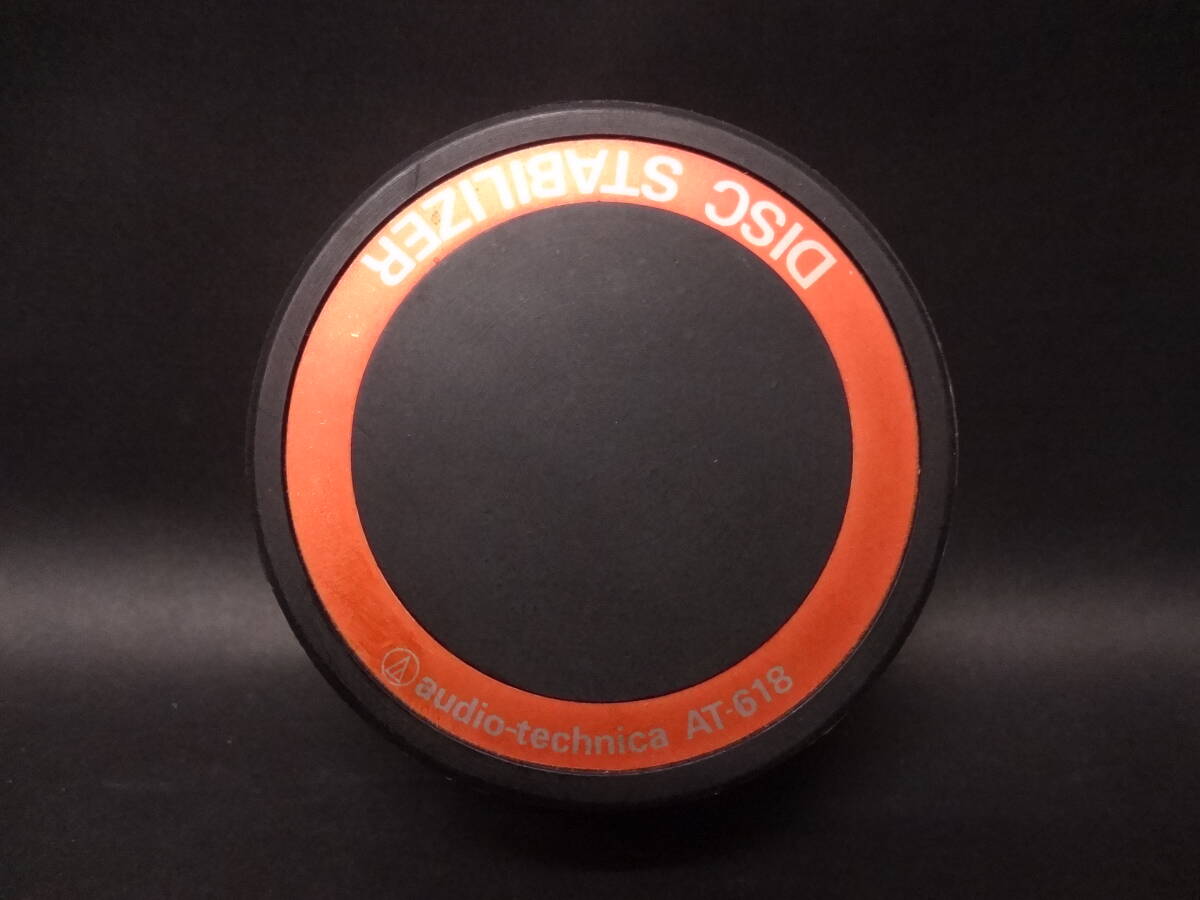 DISC STABILIZER
audio-technica AT-618